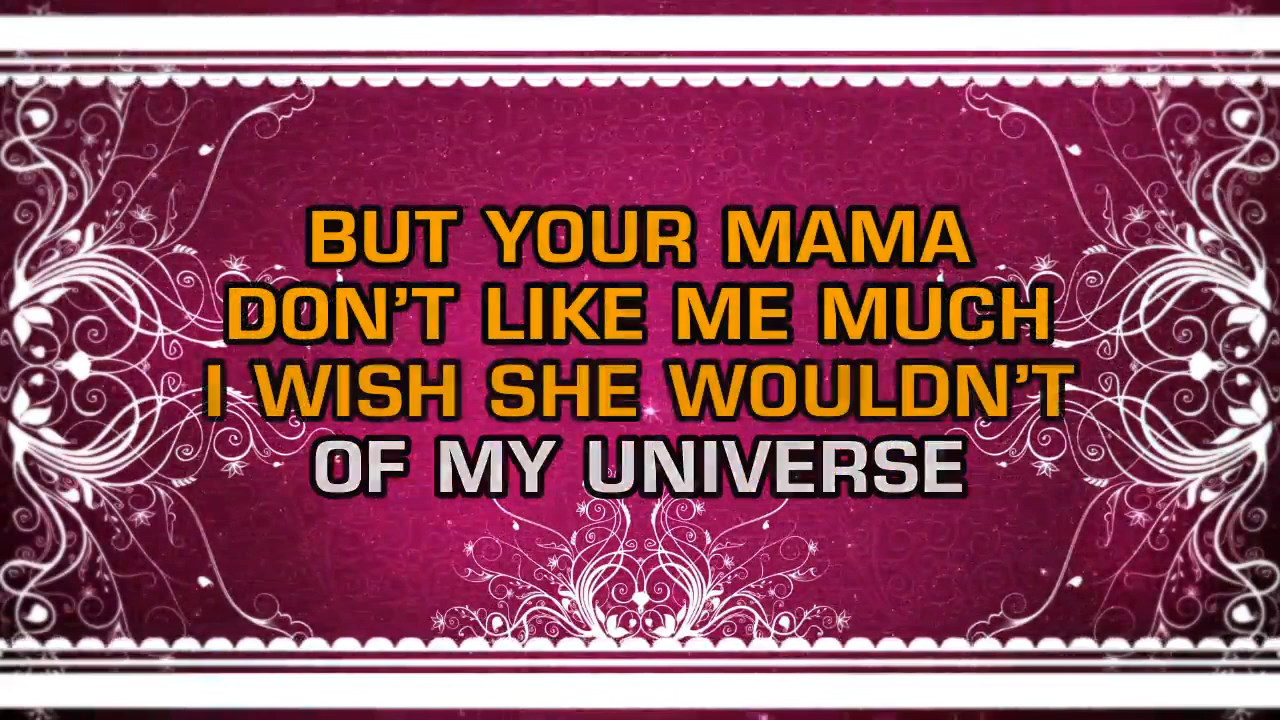 BUT YOUR MAMA
DON’T LIKE ME MUCH
I WISH SHE WOULDN’T
OF MY UNIVERSE